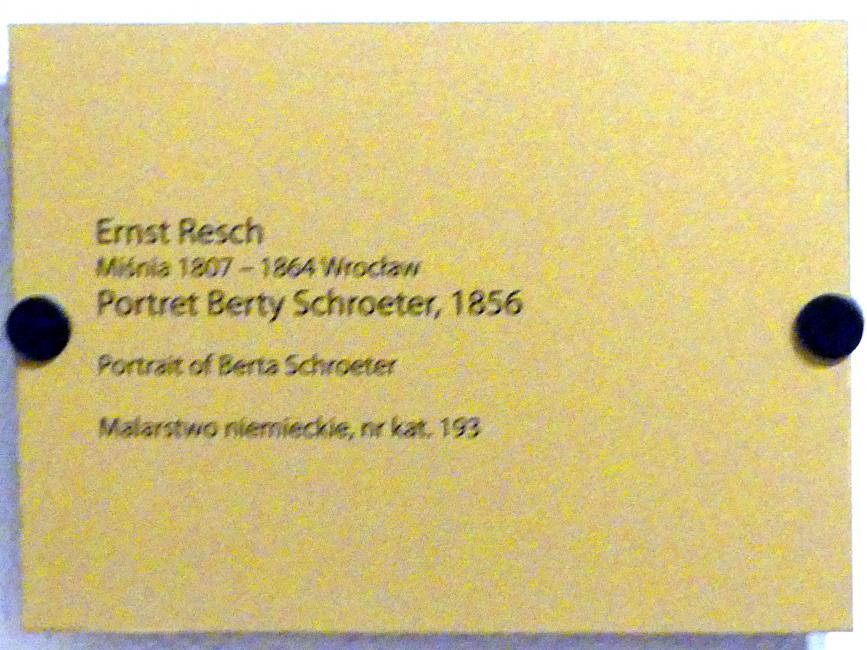 Ernst Resch
Miśnia 1807 – 1864 Wrocław
Portret Berty Schroeter, 1856
Portrait of Berta Schroeter
Malarstwo niemieckie, nr kat. 193